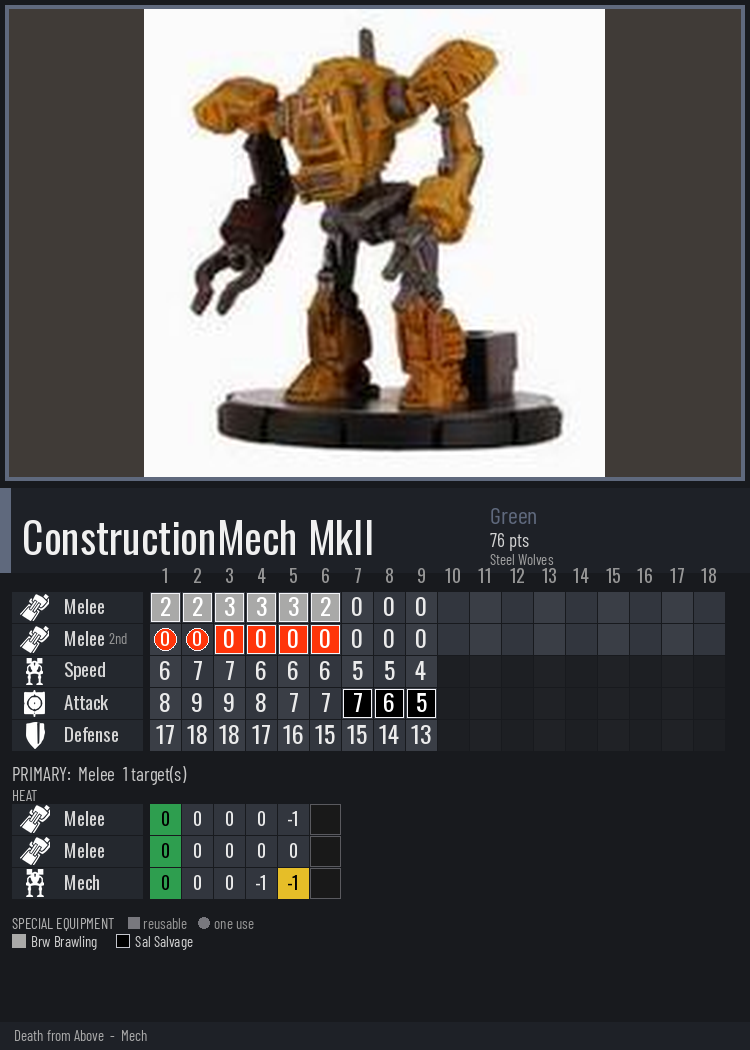 ConstructionMech MkII
Green
76 pts
Steel Wolves
1 2 3 4 5 6 7 8 9 10 11 12 13 14 15 16 17 18
Melee 2 2 3 3 3 2 0 0 0
Melee 2nd 0 0 0 0 0 0 0 0 0
Speed 6 7 7 6 6 6 5 5 4
Attack 8 9 9 8 7 7 7 6 5
Defense 17 18 18 17 16 15 15 14 13
PRIMARY: Melee 1 target(s)
HEAT
Melee 0 0 0 0 -1
Melee 0 0 0 0 0
Mech 0 0 0 -1 -1
SPECIAL EQUIPMENT reusable one use
Brw Brawling Sal Salvage
Death from Above - Mech